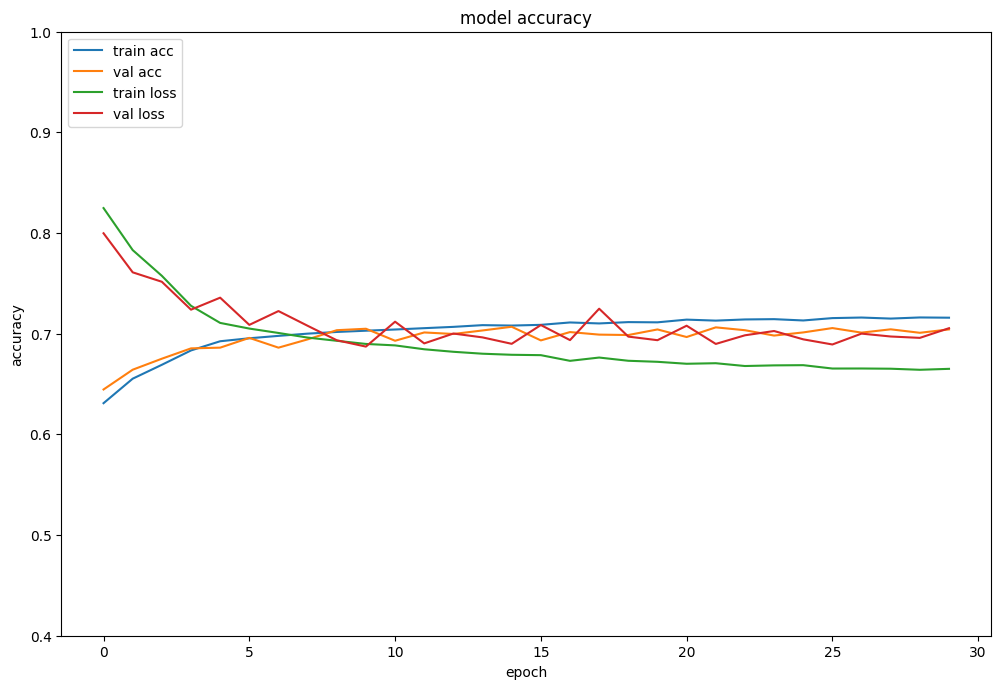 model accuracy
train acc
val acc
train loss
val loss
1.0
0.9
0.8
0.7
0.6
0.5
0.4
accuracy
0 5 10 15 20 25 30
epoch